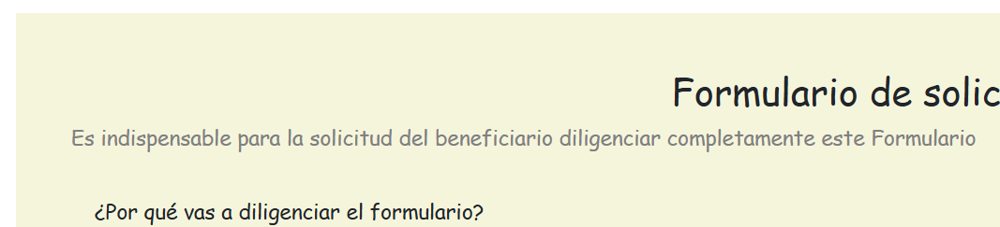 Formulario de solic
Es indispensable para la solicitud del beneficiario diligenciar completamente este Formulario
¿Por qué vas a diligenciar el formulario?